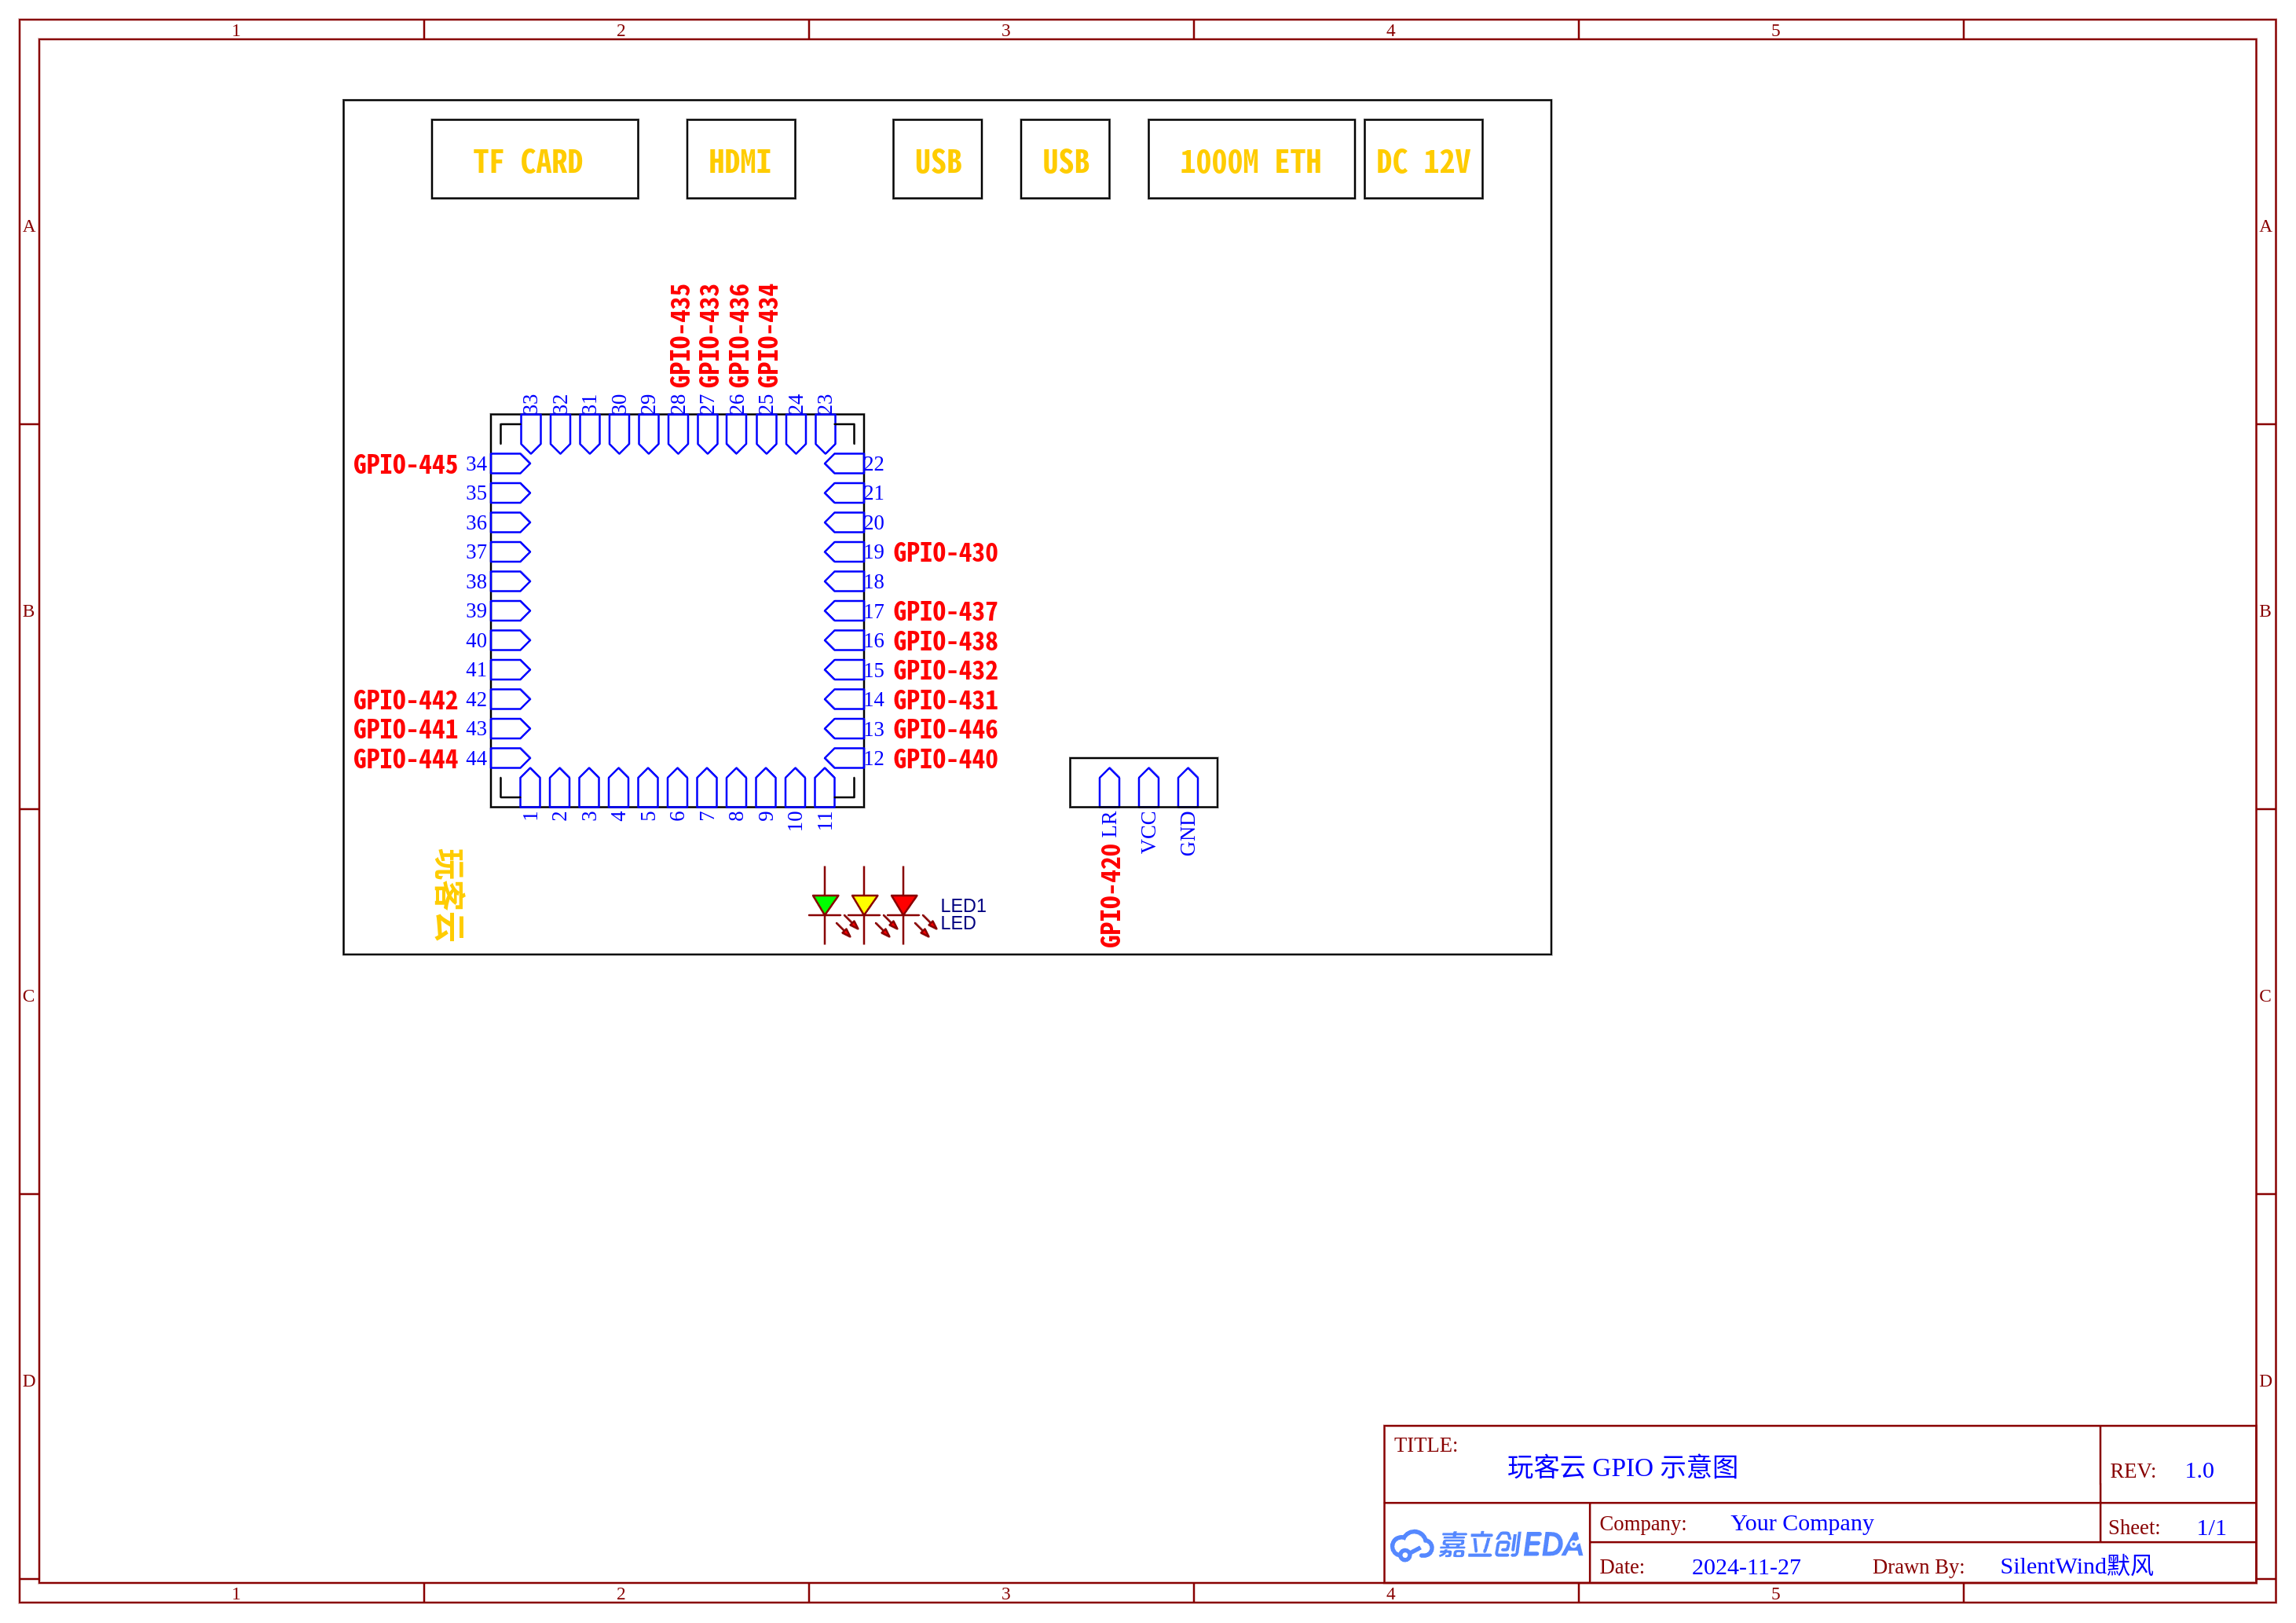 1 2 3 4 5
A A
TF CARD HDMI USB USB 1000M ETH DC 12V
GPIO-435 GPIO-433 GPIO-436 GPIO-434
33 32 31 30 29 28 27 26 25 24 23
GPIO-445 34 22
35 21
36 20
37 19 GPIO-430
38 18
B 39 17 GPIO-437 B
40 16 GPIO-438
41 15 GPIO-432
GPIO-442 42 14 GPIO-431
GPIO-441 43 13 GPIO-446
GPIO-444 44 12 GPIO-440
1 2 3 4 5 6 7 8 9 10 11
LR VCC GND
GPIO-420
玩客云
LED1
LED
C C
D D
TITLE:
玩客云 GPIO 示意图
REV: 1.0
嘉立创EDA
Company: Your Company
Sheet: 1/1
Date: 2024-11-27 Drawn By: SilentWind默风
1 2 3 4 5